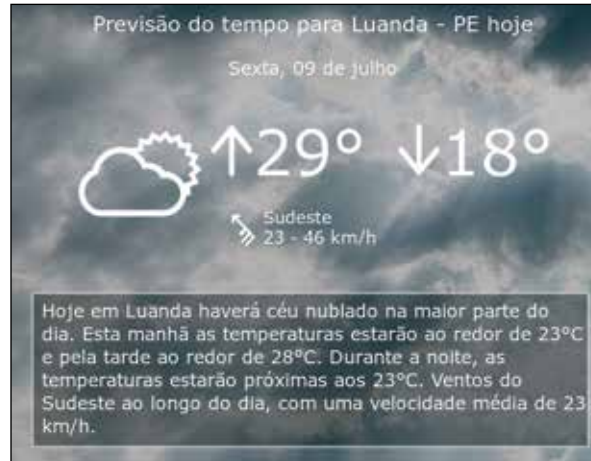 Previsão do tempo para Luanda - PE hoje
Sexta, 09 de julho
↑29° ↓18°
Sudeste
23 - 46 km/h
Hoje em Luanda haverá céu nublado na maior parte do
dia. Esta manhã as temperaturas estarão ao redor de 23°C
e pela tarde ao redor de 28°C. Durante a noite, as
temperaturas estarão próximas aos 23°C. Ventos do
Sudeste ao longo do dia, com uma velocidade média de 23
km/h.